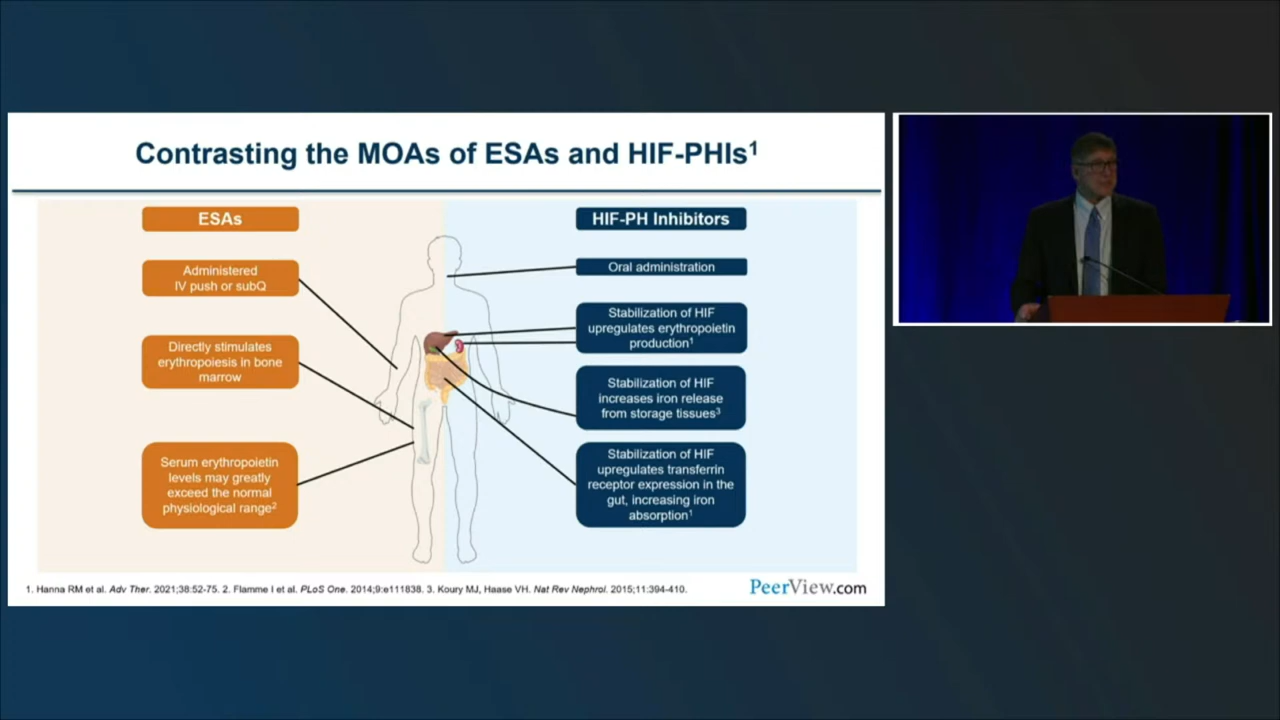 Contrasting the MOAs of ESAs and HIF-PHIs¹
ESAs
Administered
IV push or subQ
Directly stimulates
erythropoiesis in bone
marrow
Serum erythropoietin
levels may greatly
exceed the normal
physiological range²
HIF-PH Inhibitors
Oral administration
Stabilization of HIF
upregulates erythropoietin
production¹
Stabilization of HIF
increases iron release
from storage tissues³
Stabilization of HIF
upregulates transferrin
receptor expression in the
gut, increasing iron
absorption¹
1. Hanna RM et al. Adv Ther. 2021;38:52-75. 2. Flamme I et al. PLoS One. 2014;9:e111838. 3. Koury MJ, Haase VH. Nat Rev Nephrol. 2015;11:394-410.
PeerView.com